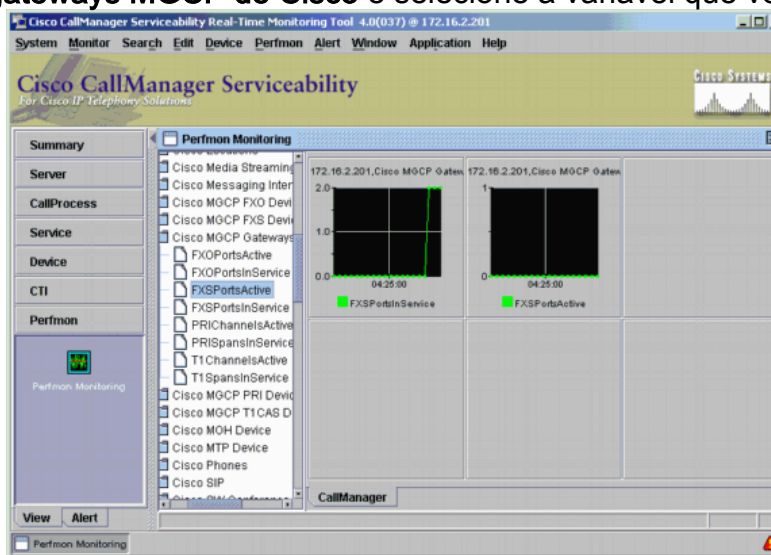 gateways MGCP de Cisco e selecione a variável que v
Cisco CallManager Serviceability Real-Time Monitoring Tool 4.0(037) @ 172.16.2.201
System Monitor Search Edit Device Perfmon Alert Window Application Help
Cisco CallManager Serviceability
For Cisco IP Telephony Solutions
CISCO SYSTEMS
Summary
Server
CallProcess
Service
Device
CTI
Perfmon
Perfmon Monitoring
View Alert
Perfmon Monitoring
Cisco Media Streaming
Cisco Messaging Inter
Cisco MGCP FXO Devi
Cisco MGCP FXS Devi
Cisco MGCP Gateways
FXOPortsActive
FXOPortsInService
FXSPortsActive
FXSPortsInService
PRIChannelsActive
PRISpansInService
T1ChannelsActive
T1SpansInService
Cisco MGCP PRI Devic
Cisco MGCP T1CAS D
Cisco MOH Device
Cisco MTP Device
Cisco Phones
Cisco SIP
172.16.2.201,Cisco MGCP Gatew
2.0
1.0
0.0
04:25:00
FXSPortsInService
172.16.2.201,Cisco MGCP Gatew
1
0
04:25:00
FXSPortsActive
CallManager
Perfmon Monitoring